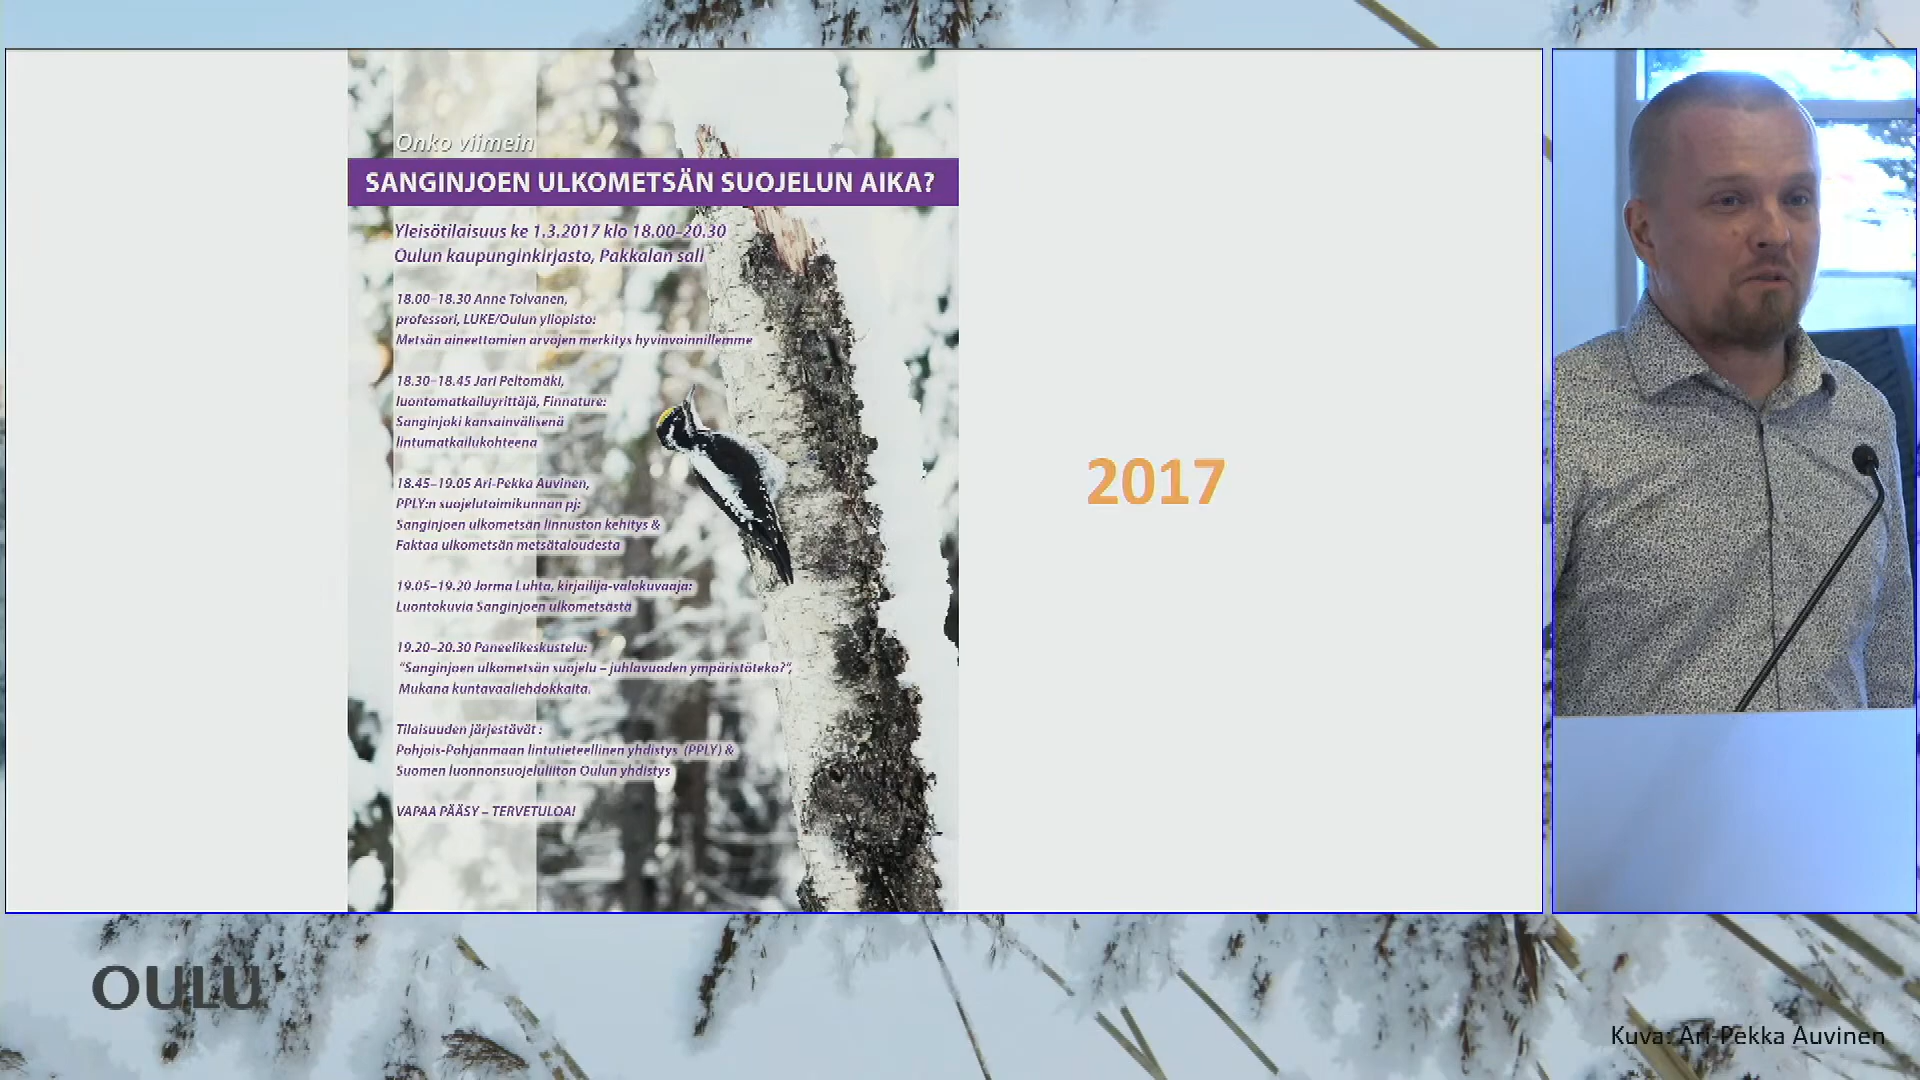 Onko viimein
SANGINJOEN ULKOMETSÄN SUOJELUN AIKA?
Yleisötilaisuus ke 1.3.2017 klo 18.00–20.30
Oulun kaupunginkirjasto, Pakkalan sali
18.00–18.30 Anne Tolvanen,
professori, LUKE/Oulun yliopisto:
Metsän aineettomien arvojen merkitys hyvinvoinnillemme
18.30–18.45 Jari Peltomäki,
luontomatkailuyrittäjä, Finnature:
Sanginjoki kansainvälisenä
lintumatkailukohteena
18.45–19.05 Ari-Pekka Auvinen,
PPLY:n suojelutoimikunnan pj:
Sanginjoen ulkometsän linnuston kehitys &
Faktaa ulkometsän metsätaloudesta
19.05–19.20 Jorma Luhta, kirjailija-valokuvaaja:
Luontokuvia Sanginjoen ulkometsästä
19.20–20.30 Paneelikeskustelu:
"Sanginjoen ulkometsän suojelu – juhlavuoden ympäristöteko?",
Mukana kuntavaaliehdokkaita.
Tilaisuuden järjestävät :
Pohjois-Pohjanmaan lintutieteellinen yhdistys (PPLY) &
Suomen luonnonsuojeluliiton Oulun yhdistys
VAPAA PÄÄSY – TERVETULOA!
2017
OULU
Kuva: Ari-Pekka Auvinen